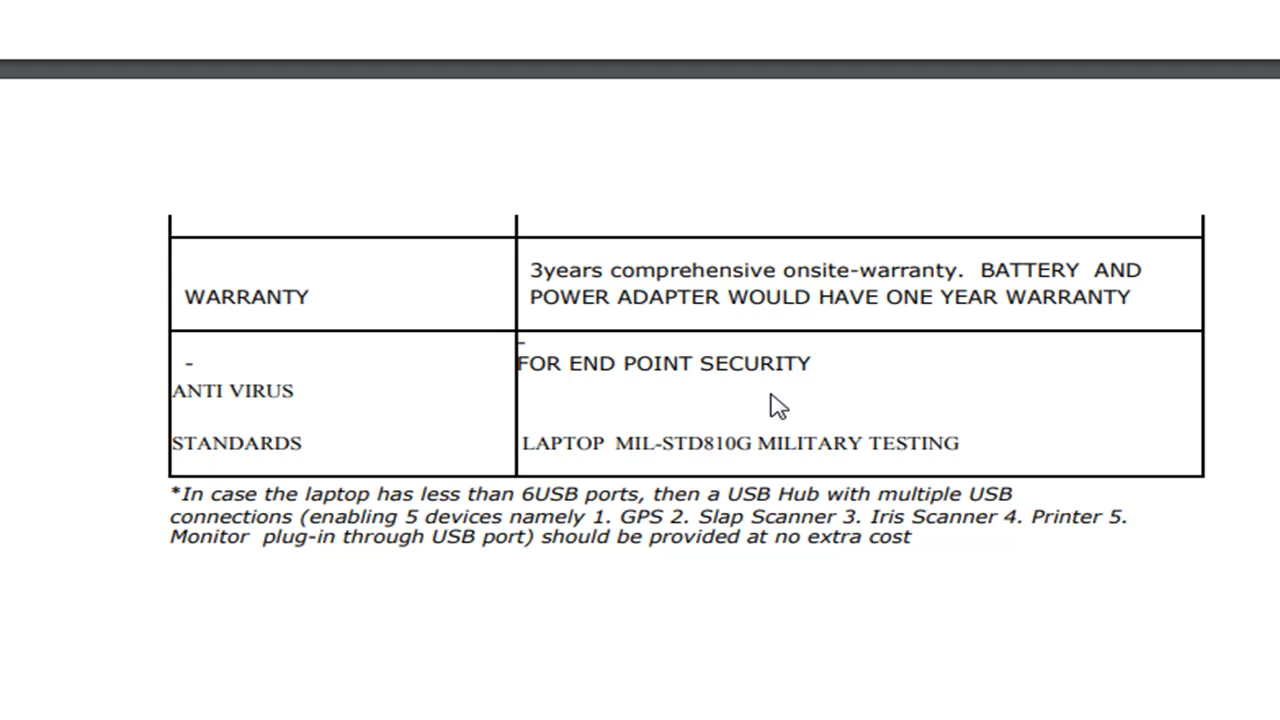 WARRANTY
3years comprehensive onsite-warranty.  BATTERY  AND
POWER ADAPTER WOULD HAVE ONE YEAR WARRANTY
-
ANTI VIRUS
-
FOR END POINT SECURITY
STANDARDS
LAPTOP  MIL-STD810G MILITARY TESTING
*In case the laptop has less than 6USB ports, then a USB Hub with multiple USB
connections (enabling 5 devices namely 1. GPS 2. Slap Scanner 3. Iris Scanner 4. Printer 5.
Monitor  plug-in through USB port) should be provided at no extra cost